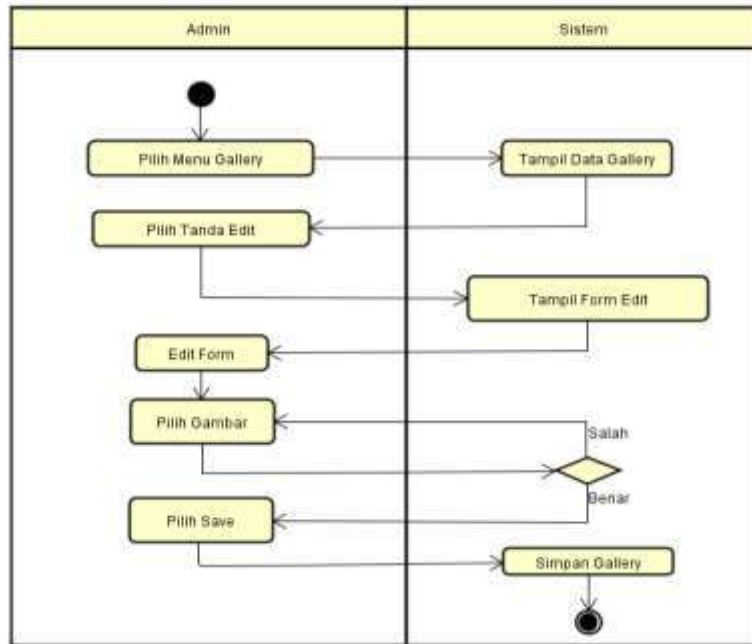 Admin
Sistem
Pilih Menu Gallery
Tampil Data Gallery
Pilih Tanda Edit
Tampil Form Edit
Edit Form
Pilih Gambar
Salah
Benar
Pilih Save
Simpan Gallery